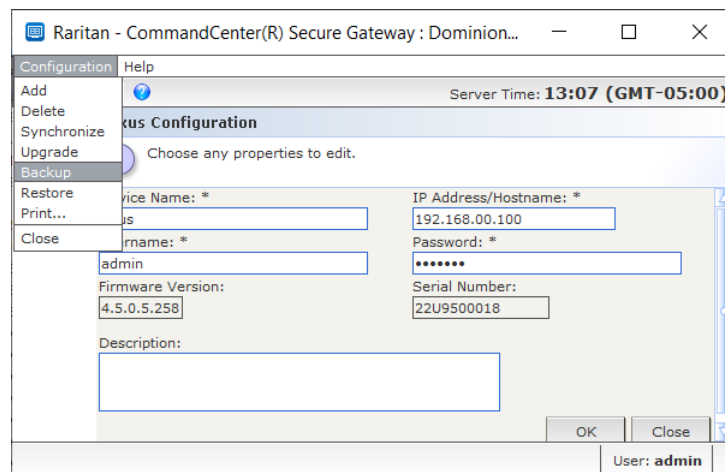 Raritan - CommandCenter(R) Secure Gateway : Dominion...
Configuration Help
Add
Delete
Synchronize
Upgrade
Backup
Restore
Print...
Close
Server Time: 13:07 (GMT-05:00)
xus Configuration
Choose any properties to edit.
vice Name: * IP Address/Hostname: *
us 192.168.00.100
ername: * Password: *
admin •••••••
Firmware Version: Serial Number:
4.5.0.5.258 22U9500018
Description:
OK Close
User: admin